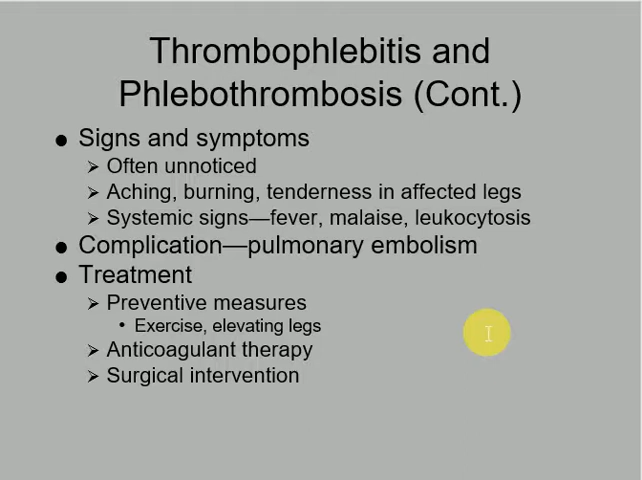 Thrombophlebitis and
Phlebothrombosis (Cont.)
● Signs and symptoms
➢ Often unnoticed
➢ Aching, burning, tenderness in affected legs
➢ Systemic signs—fever, malaise, leukocytosis
● Complication—pulmonary embolism
● Treatment
➢ Preventive measures
• Exercise, elevating legs
➢ Anticoagulant therapy
➢ Surgical intervention